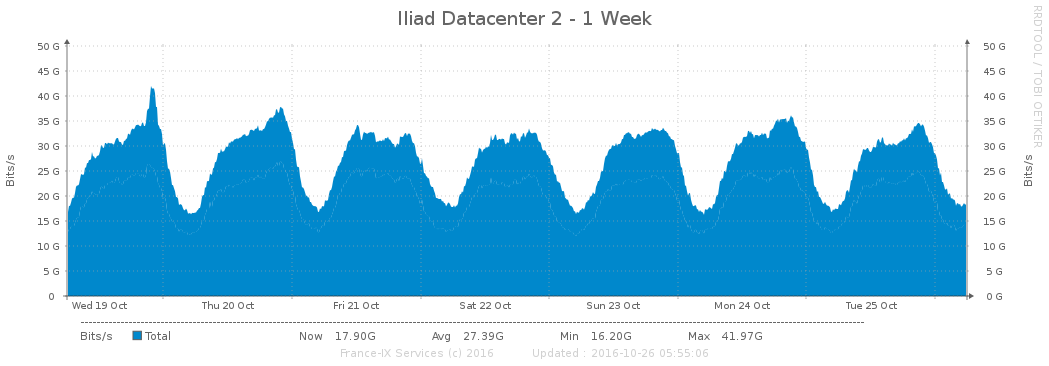 Iliad Datacenter 2 - 1 Week
RRDTOOL / TOBI OETIKER
Bits/s
50 G
45 G
40 G
35 G
30 G
25 G
20 G
15 G
10 G
5 G
0
50 G
45 G
40 G
35 G
30 G
25 G
20 G
15 G
10 G
5 G
0 G
Bits/s
Wed 19 Oct Thu 20 Oct Fri 21 Oct Sat 22 Oct Sun 23 Oct Mon 24 Oct Tue 25 Oct
Bits/s Total Now 17.90G Avg 27.39G Min 16.20G Max 41.97G
France-IX Services (c) 2016 Updated : 2016-10-26 05:55:06